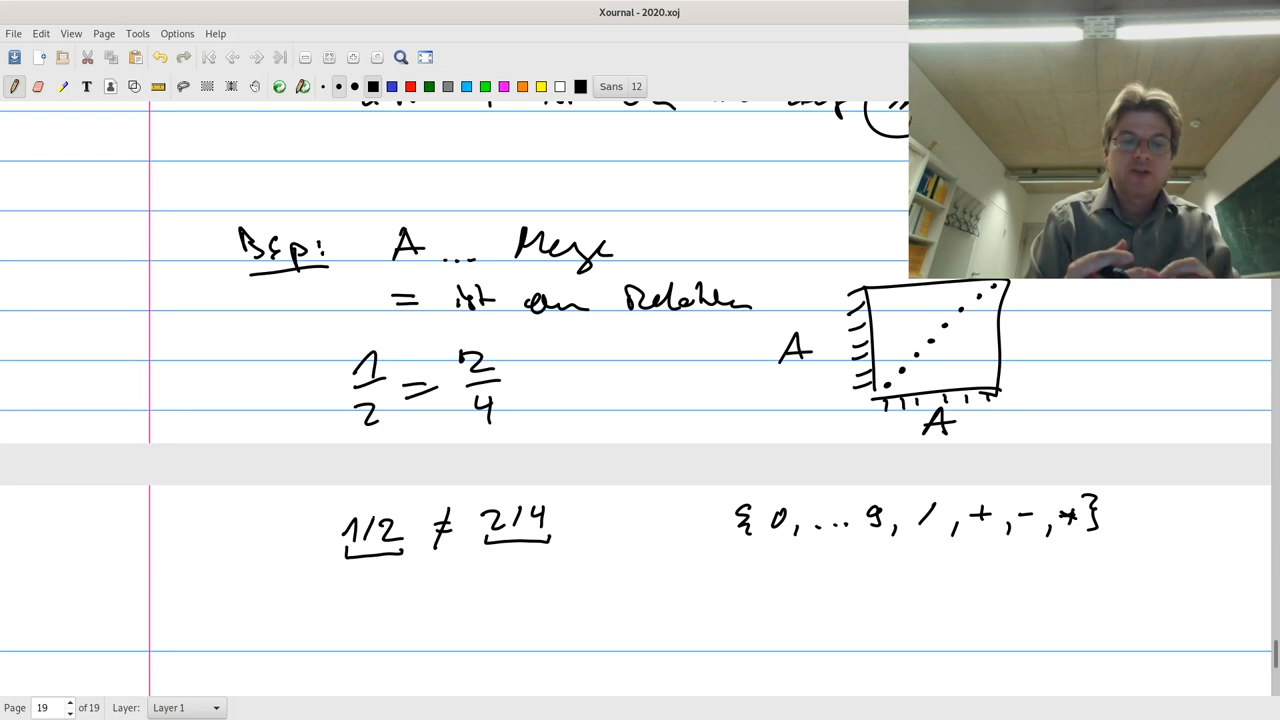 Xournal - 2020.xoj
File Edit View Page Tools Options Help
Sans 12
Bsp: A ... Menge
= ist ein Relation
1/2 = 2/4
A
A
1/2 ≠ 2/4
{ 0, ... 9, /, +, -, * }
Page 19 of 19 Layer: Layer 1